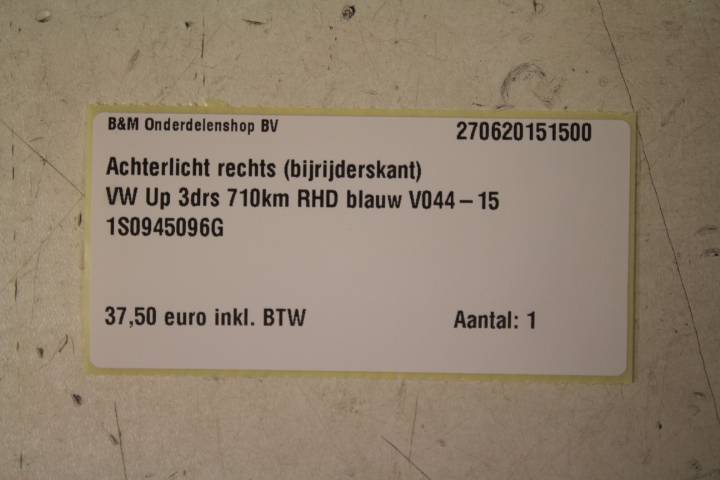 B&M Onderdelenshop BV 270620151500
Achterlicht rechts (bijrijderskant)
VW Up 3drs 710km RHD blauw V044-15
1S0945096G
37,50 euro inkl. BTW Aantal: 1